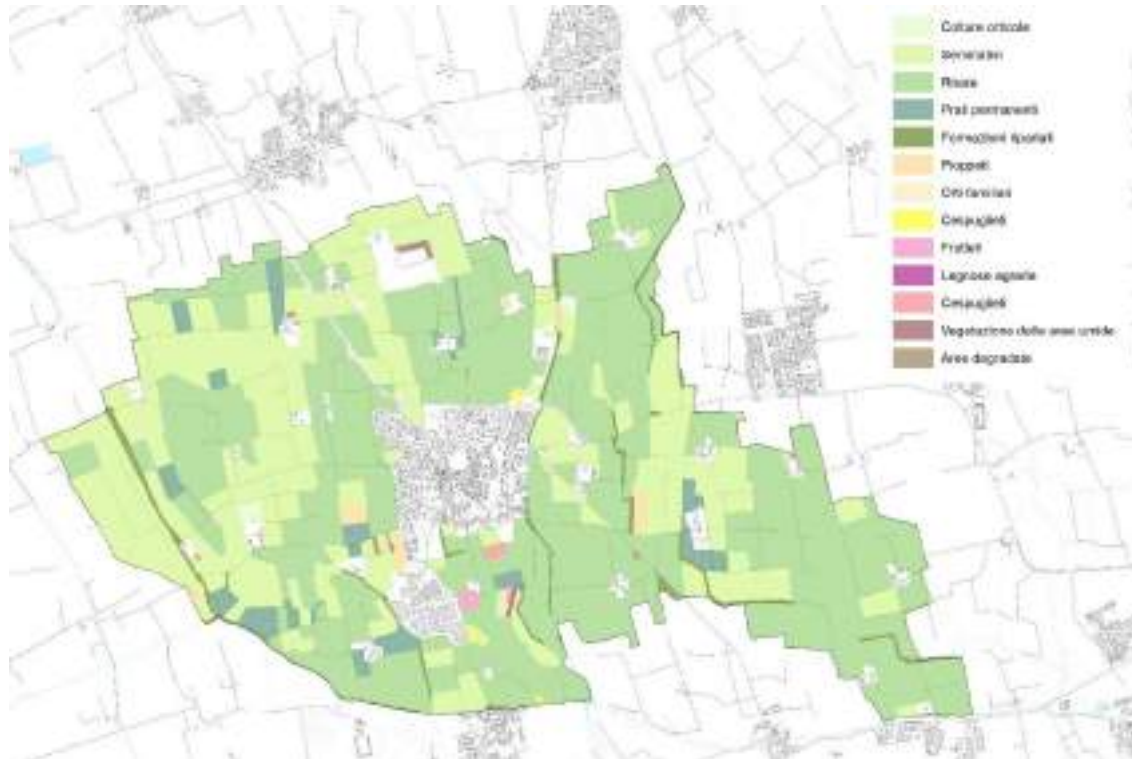 Colture orticole
Seminativi
Risaie
Prati permanenti
Formazioni ripariali
Pioppeti
Orti familiari
Cespuglieti
Frutteti
Legnose agrarie
Cespuglieti
Vegetazione delle aree umide
Aree degradate